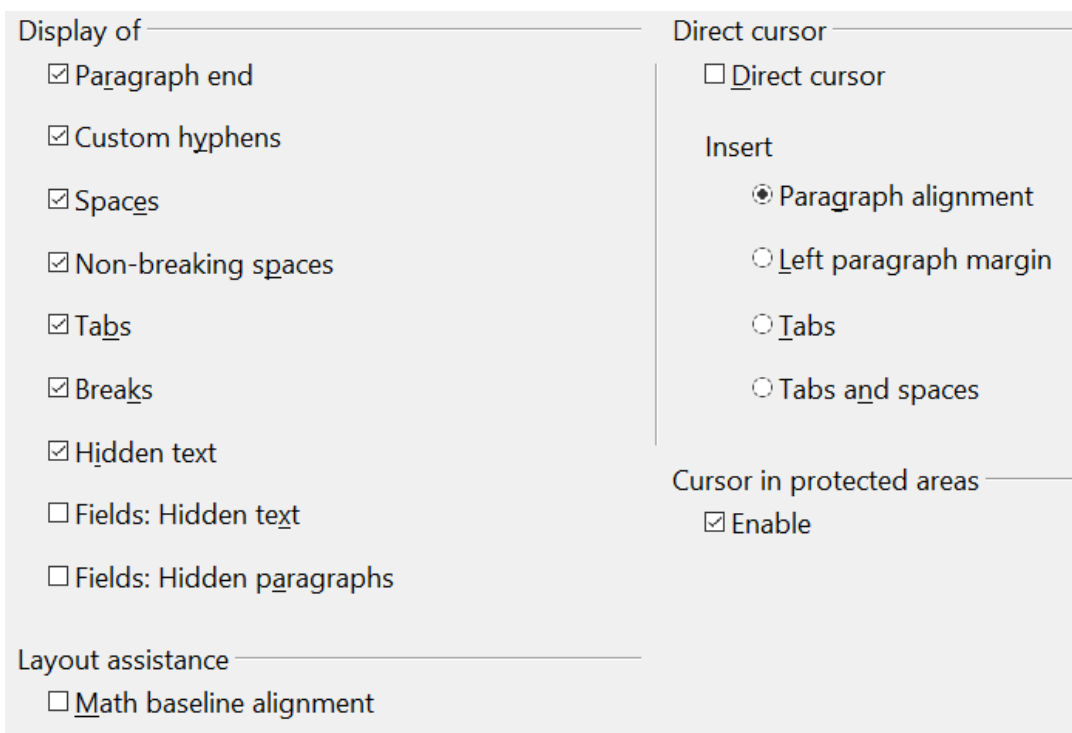 Display of
Paragraph end
Custom hyphens
Spaces
Non-breaking spaces
Tabs
Breaks
Hidden text
Fields: Hidden text
Fields: Hidden paragraphs
Layout assistance
Math baseline alignment
Direct cursor
Direct cursor
Insert
Paragraph alignment
Left paragraph margin
Tabs
Tabs and spaces
Cursor in protected areas
Enable